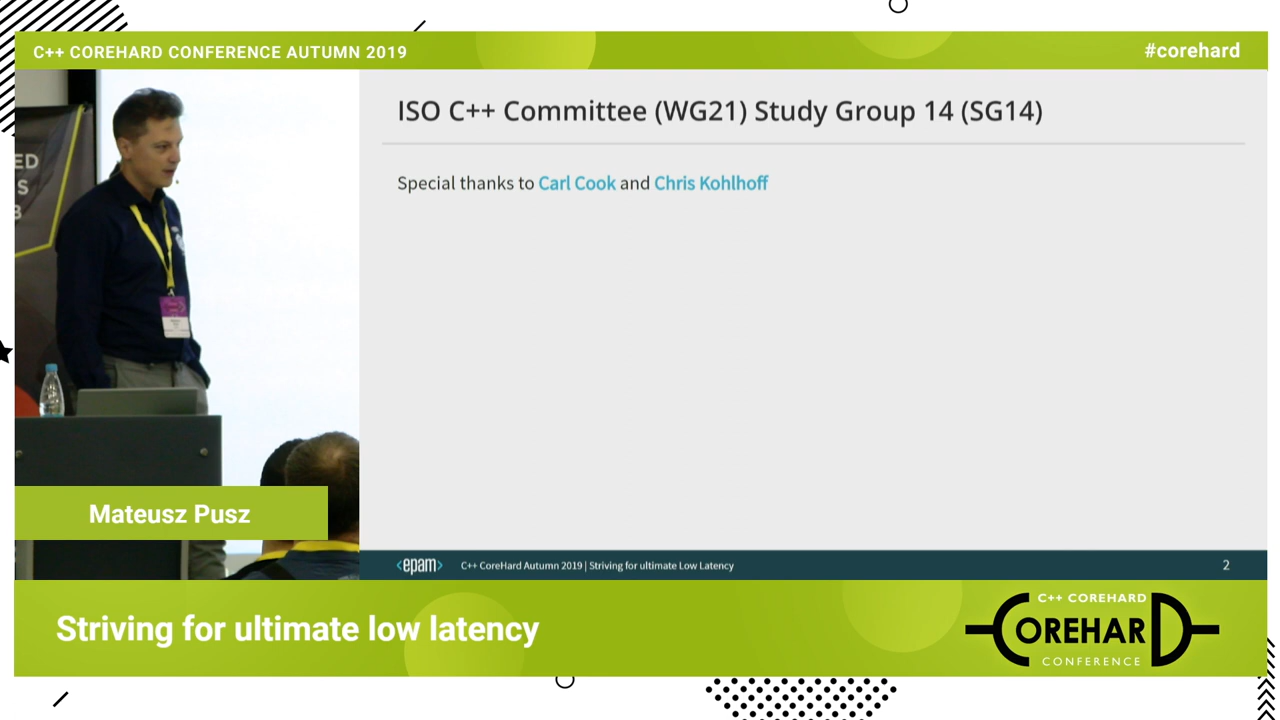 C++ COREHARD CONFERENCE AUTUMN 2019
#corehard
ED
S
B
ISO C++ Committee (WG21) Study Group 14 (SG14)
Special thanks to Carl Cook and Chris Kohlhoff
Mateusz Pusz
<epam>
C++ CoreHard Autumn 2019 | Striving for ultimate Low Latency
2
Striving for ultimate low latency
C++ COREHARD
COREHARD
CONFERENCE